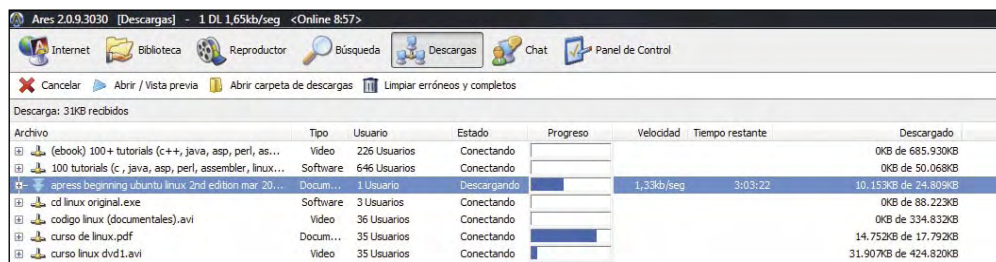 Ares 2.0.9.3030 [Descargas] - 1 DL 1,65kb/seg <Online 8:57>
Internet Biblioteca Reproductor Búsqueda Descargas Chat Panel de Control
Cancelar Abrir / Vista previa Abrir carpeta de descargas Limpiar erróneos y completos
Descarga: 31KB recibidos
Archivo Tipo Usuario Estado Progreso Velocidad Tiempo restante Descargado
(ebook) 100+ tutorials (c++, java, asp, perl, as... Video 226 Usuarios Conectando 0KB de 685.930KB
100 tutorials (c , java, asp, perl, assembler, linux... Software 646 Usuarios Conectando 0KB de 50.068KB
apress beginning ubuntu linux 2nd edition mar 20... Docum... 1 Usuario Descargando 1,33kb/seg 3:03:22 10.153KB de 24.809KB
cd linux original.exe Software 3 Usuarios Conectando 0KB de 88.223KB
codigo linux (documentales).avi Video 36 Usuarios Conectando 0KB de 334.832KB
curso de linux.pdf Docum... 35 Usuarios Conectando 14.752KB de 17.792KB
curso linux dvd1.avi Video 35 Usuarios Conectando 31.907KB de 424.820KB